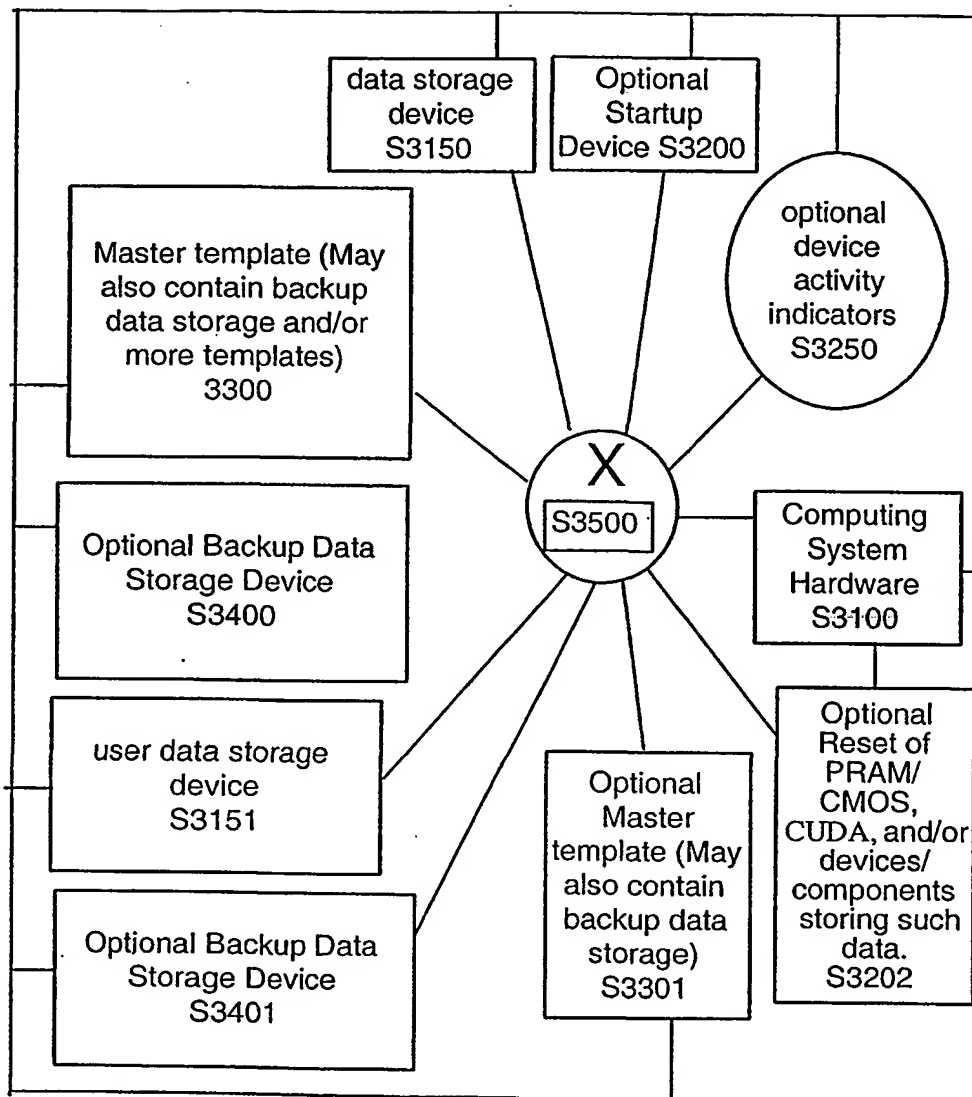 data storage
device
S3150
Optional
Startup
Device S3200
optional
device
activity
indicators
S3250
Master template (May
also contain backup
data storage and/or
more templates)
3300
X
S3500
Optional Backup Data
Storage Device
S3400
Computing
System
Hardware
S3100
user data storage
device
S3151
Optional
Master
template (May
also contain
backup data
storage)
S3301
Optional
Reset of
PRAM/
CMOS,
CUDA, and/or
devices/
components
storing such
data.
S3202
Optional Backup Data
Storage Device
S3401